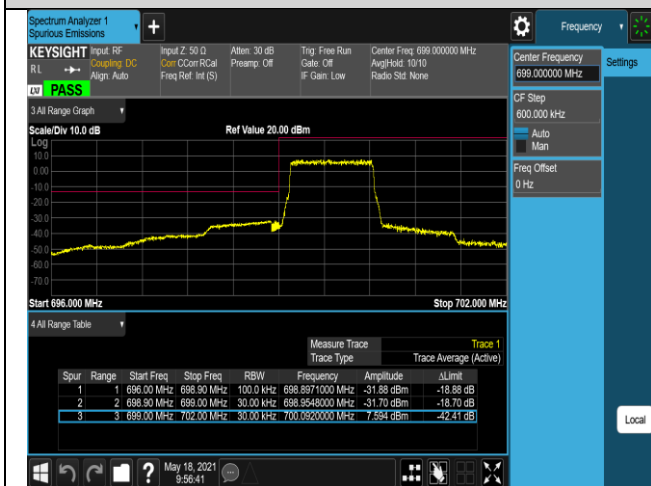 Spectrum Analyzer 1
Spurious Emissions
Frequency
KEYSIGHT
RL
PASS
Input: RF
Coupling: DC
Align: Auto
Input Z: 50 Ω
Corr CCorr RCal
Freq Ref: Int (S)
Atten: 30 dB
Preamp: Off
Trig: Free Run
Gate: Off
IF Gain: Low
Center Freq: 699.000000 MHz
Avg|Hold: 10/10
Radio Std: None
Center Frequency
699.000000 MHz
Settings
CF Step
600.000 kHz
Auto
Man
Freq Offset
0 Hz
3 All Range Graph
Scale/Div 10.0 dB
Ref Value 20.00 dBm
Log
10.0
0.00
-10.0
-20.0
-30.0
-40.0
-50.0
-60.0
-70.0
Start 696.000 MHz
Stop 702.000 MHz
4 All Range Table
Measure Trace Trace 1
Trace Type Trace Average (Active)
Spur Range Start Freq Stop Freq RBW Frequency Amplitude ΔLimit
1 1 696.00 MHz 698.90 MHz 100.0 kHz 698.8971000 MHz -31.88 dBm -18.88 dB
2 2 698.90 MHz 699.00 MHz 30.00 kHz 698.9548000 MHz -31.70 dBm -18.70 dB
3 3 699.00 MHz 702.00 MHz 30.00 kHz 700.0920000 MHz 7.594 dBm -42.41 dB
Local
May 18, 2021
9:56:41